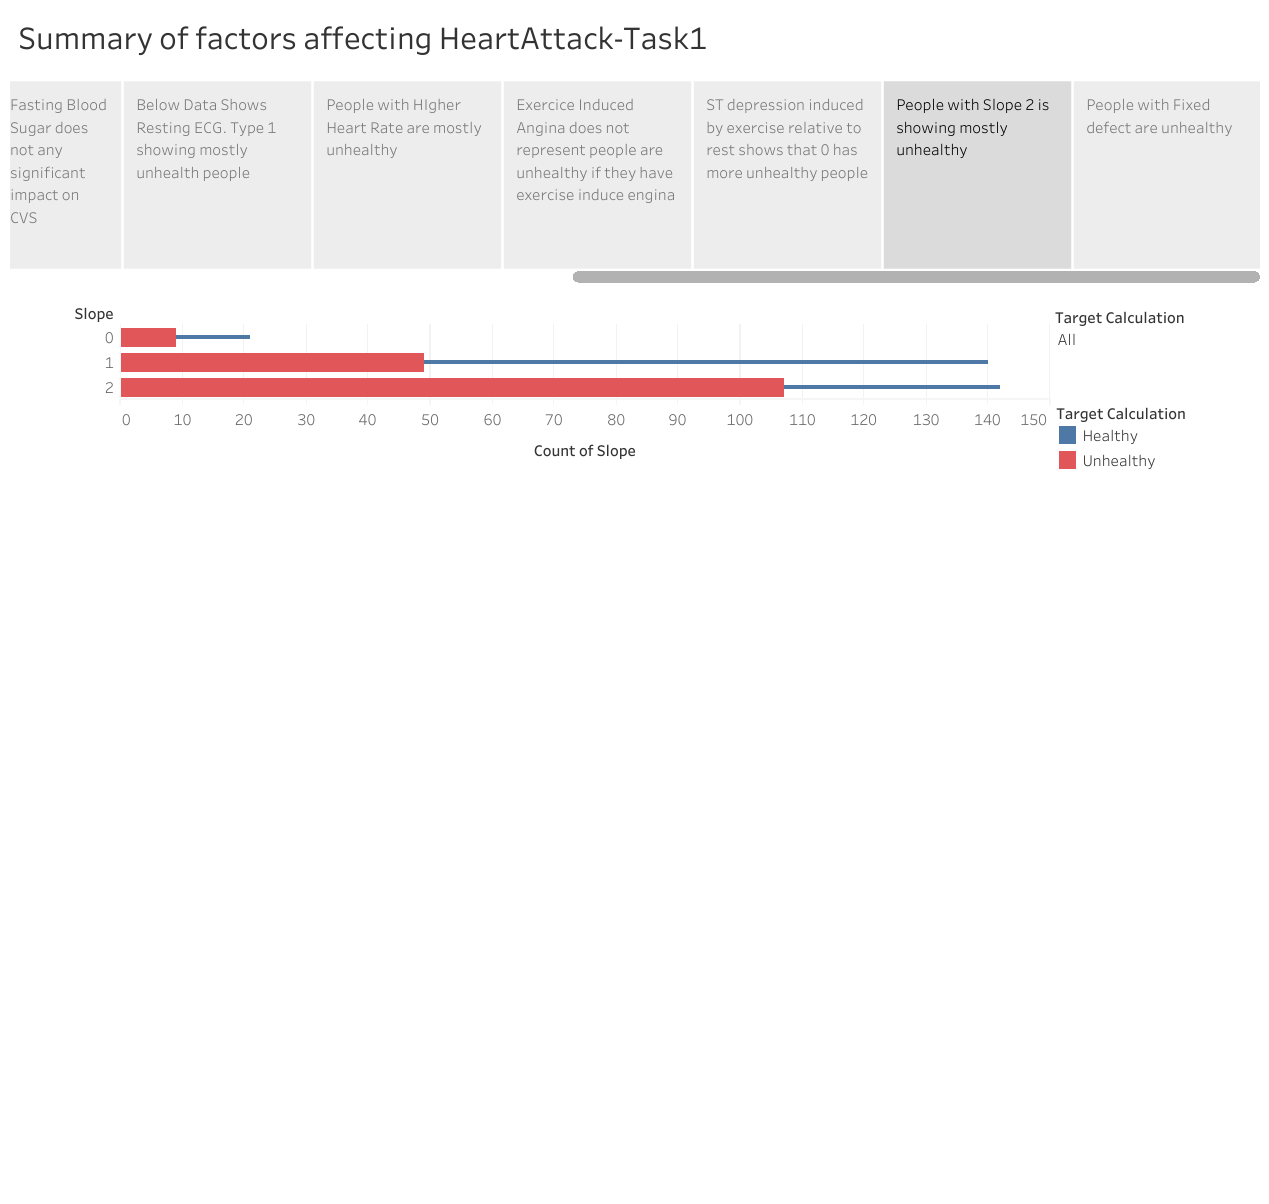 Summary of factors affecting HeartAttack-Task1
Fasting Blood
Sugar does
not any
significant
impact on
CVS
Below Data Shows
Resting ECG. Type 1
showing mostly
unhealth people
People with HIgher
Heart Rate are mostly
unhealthy
Exercice Induced
Angina does not
represent people are
unhealthy if they have
exercise induce engina
ST depression induced
by exercise relative to
rest shows that 0 has
more unhealthy people
People with Slope 2 is
showing mostly
unhealthy
People with Fixed
defect are unhealthy
Slope
0
1
2
0 10 20 30 40 50 60 70 80 90 100 110 120 130 140 150
Count of Slope
Target Calculation
All
Target Calculation
Healthy
Unhealthy